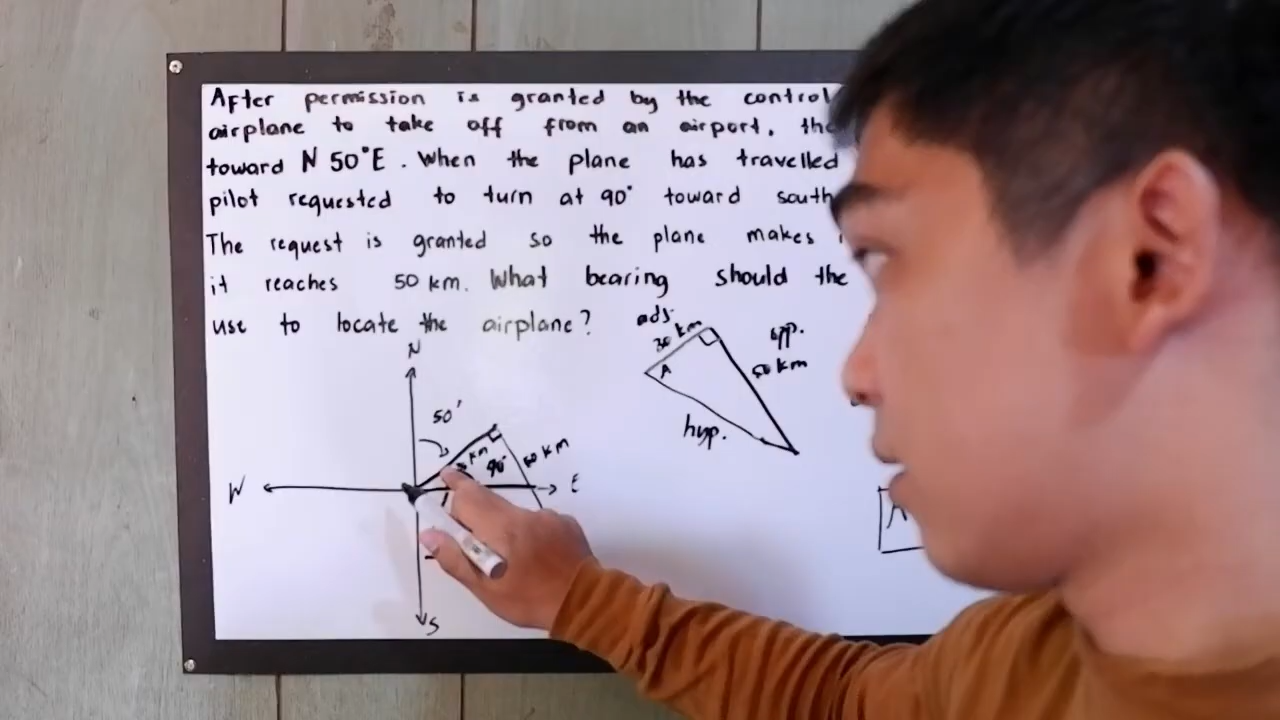 After permission is granted by the control
airplane to take off from an airport, the
toward N 50°E. When the plane has travelled
pilot requested to turn at 90° toward south
The request is granted so the plane makes
it reaches 50 km. What bearing should the
use to locate the airplane?
adj.
30 km
opp.
50 km
A
hyp.
N
50°
km
90°
50 km
W
E
S
A